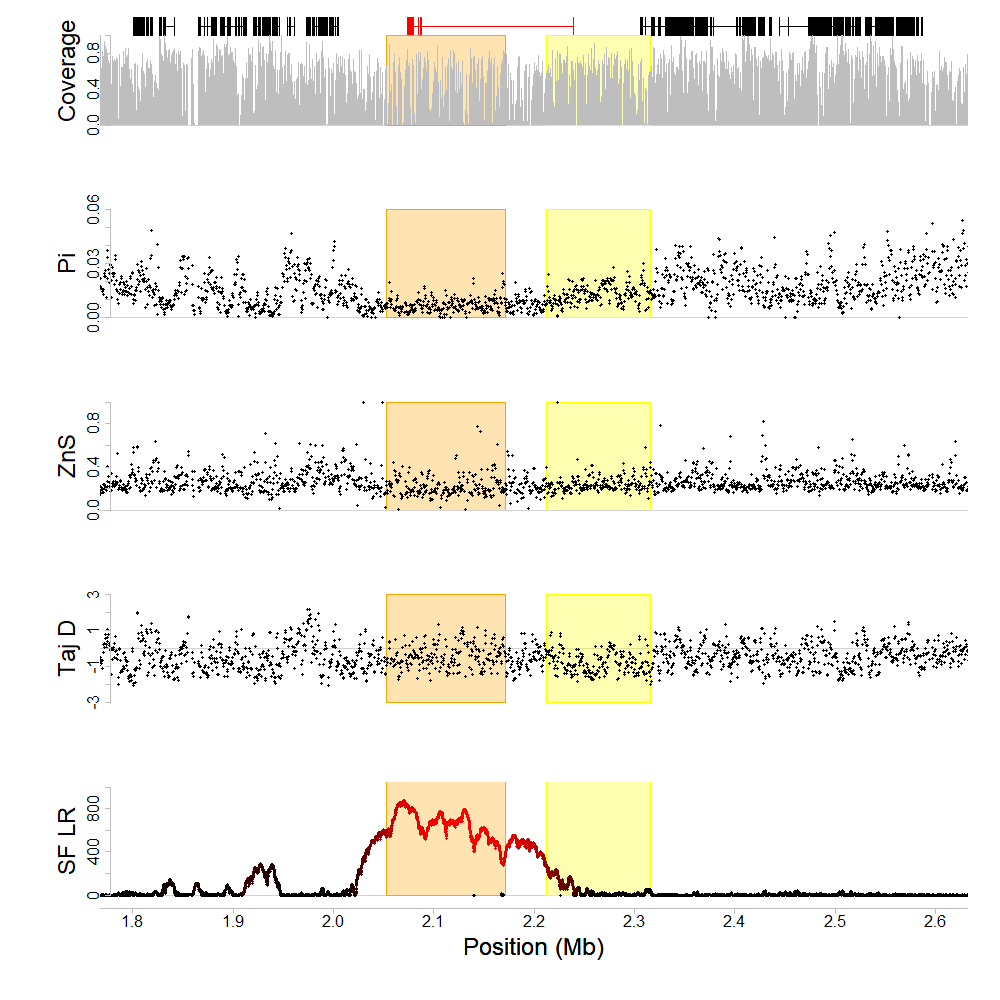 Coverage
0.0 0.4 0.8
Pi
0.00 0.03 0.06
ZnS
0.0 0.4 0.8
Taj D
-3 -1 1 3
SF LR
0 400 800
1.8 1.9 2.0 2.1 2.2 2.3 2.4 2.5 2.6
Position (Mb)